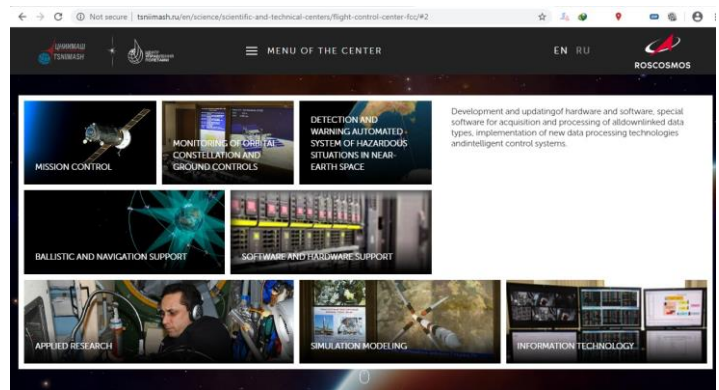 Not secure | tsniimash.ru/en/science/scientific-and-technical-centers/flight-control-center-fcc/#2
ЦНИИМАШ
TSNIIMASH
ЦЕНТР
УПРАВЛЕНИЯ
ПОЛЕТАМИ
MENU OF THE CENTER
EN RU
ROSCOSMOS
MISSION CONTROL
MONITORING OF ORBITAL
CONSTELLATION AND
GROUND CONTROLS
DETECTION AND
WARNING AUTOMATED
SYSTEM OF HAZARDOUS
SITUATIONS IN NEAR-
EARTH SPACE
Development and updatingof hardware and software, special
software for acquisition and processing of alldownlinked data
types, implementation of new data processing technologies
andintelligent control systems.
BALLISTIC AND NAVIGATION SUPPORT
SOFTWARE AND HARDWARE SUPPORT
APPLIED RESEARCH
SIMULATION MODELING
INFORMATION TECHNOLOGY